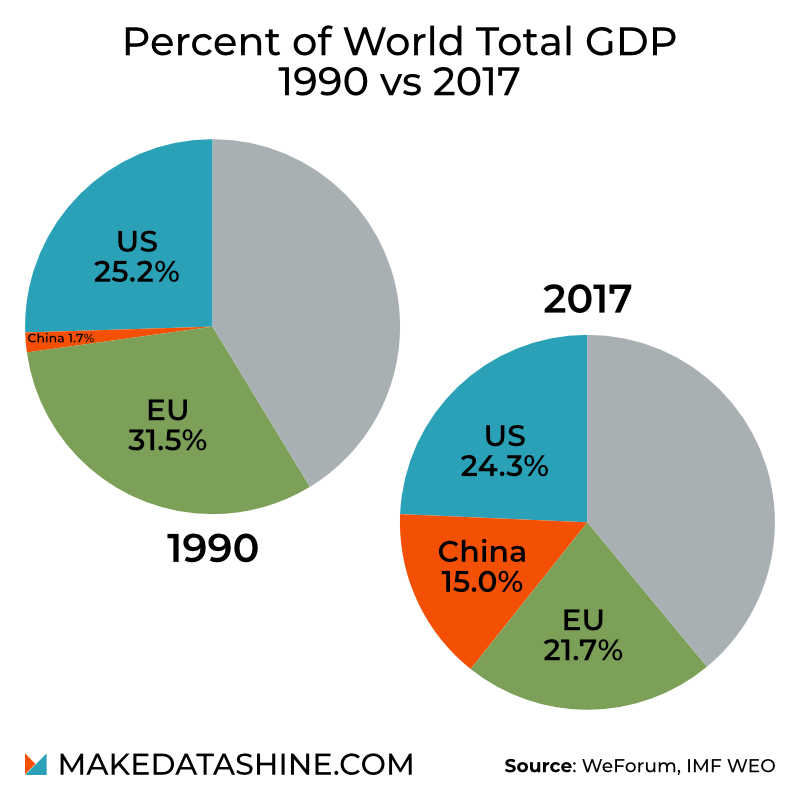 Percent of World Total GDP
1990 vs 2017
US
25.2%
China 1.7%
EU
31.5%
1990
2017
US
24.3%
China
15.0%
EU
21.7%
MAKEDATASHINE.COM
Source: WeForum, IMF WEO